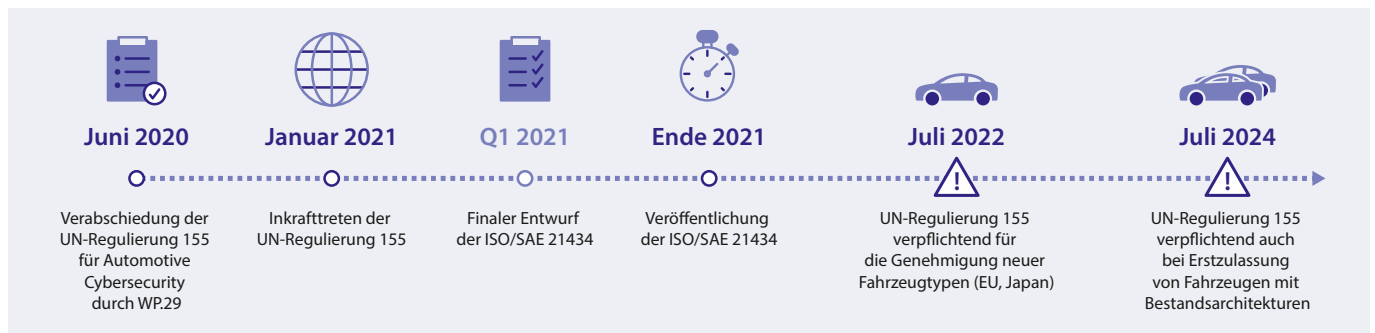 Juni 2020
Verabschiedung der
UN-Regulierung 155
für Automotive
Cybersecurity
durch WP.29
Januar 2021
Inkrafttreten der
UN-Regulierung 155
Q1 2021
Finaler Entwurf
der ISO/SAE 21434
Ende 2021
Veröffentlichung
der ISO/SAE 21434
Juli 2022
!
UN-Regulierung 155
verpflichtend für
die Genehmigung neuer
Fahrzeugtypen (EU, Japan)
Juli 2024
!
UN-Regulierung 155
verpflichtend auch
bei Erstzulassung
von Fahrzeugen mit
Bestandsarchitekturen